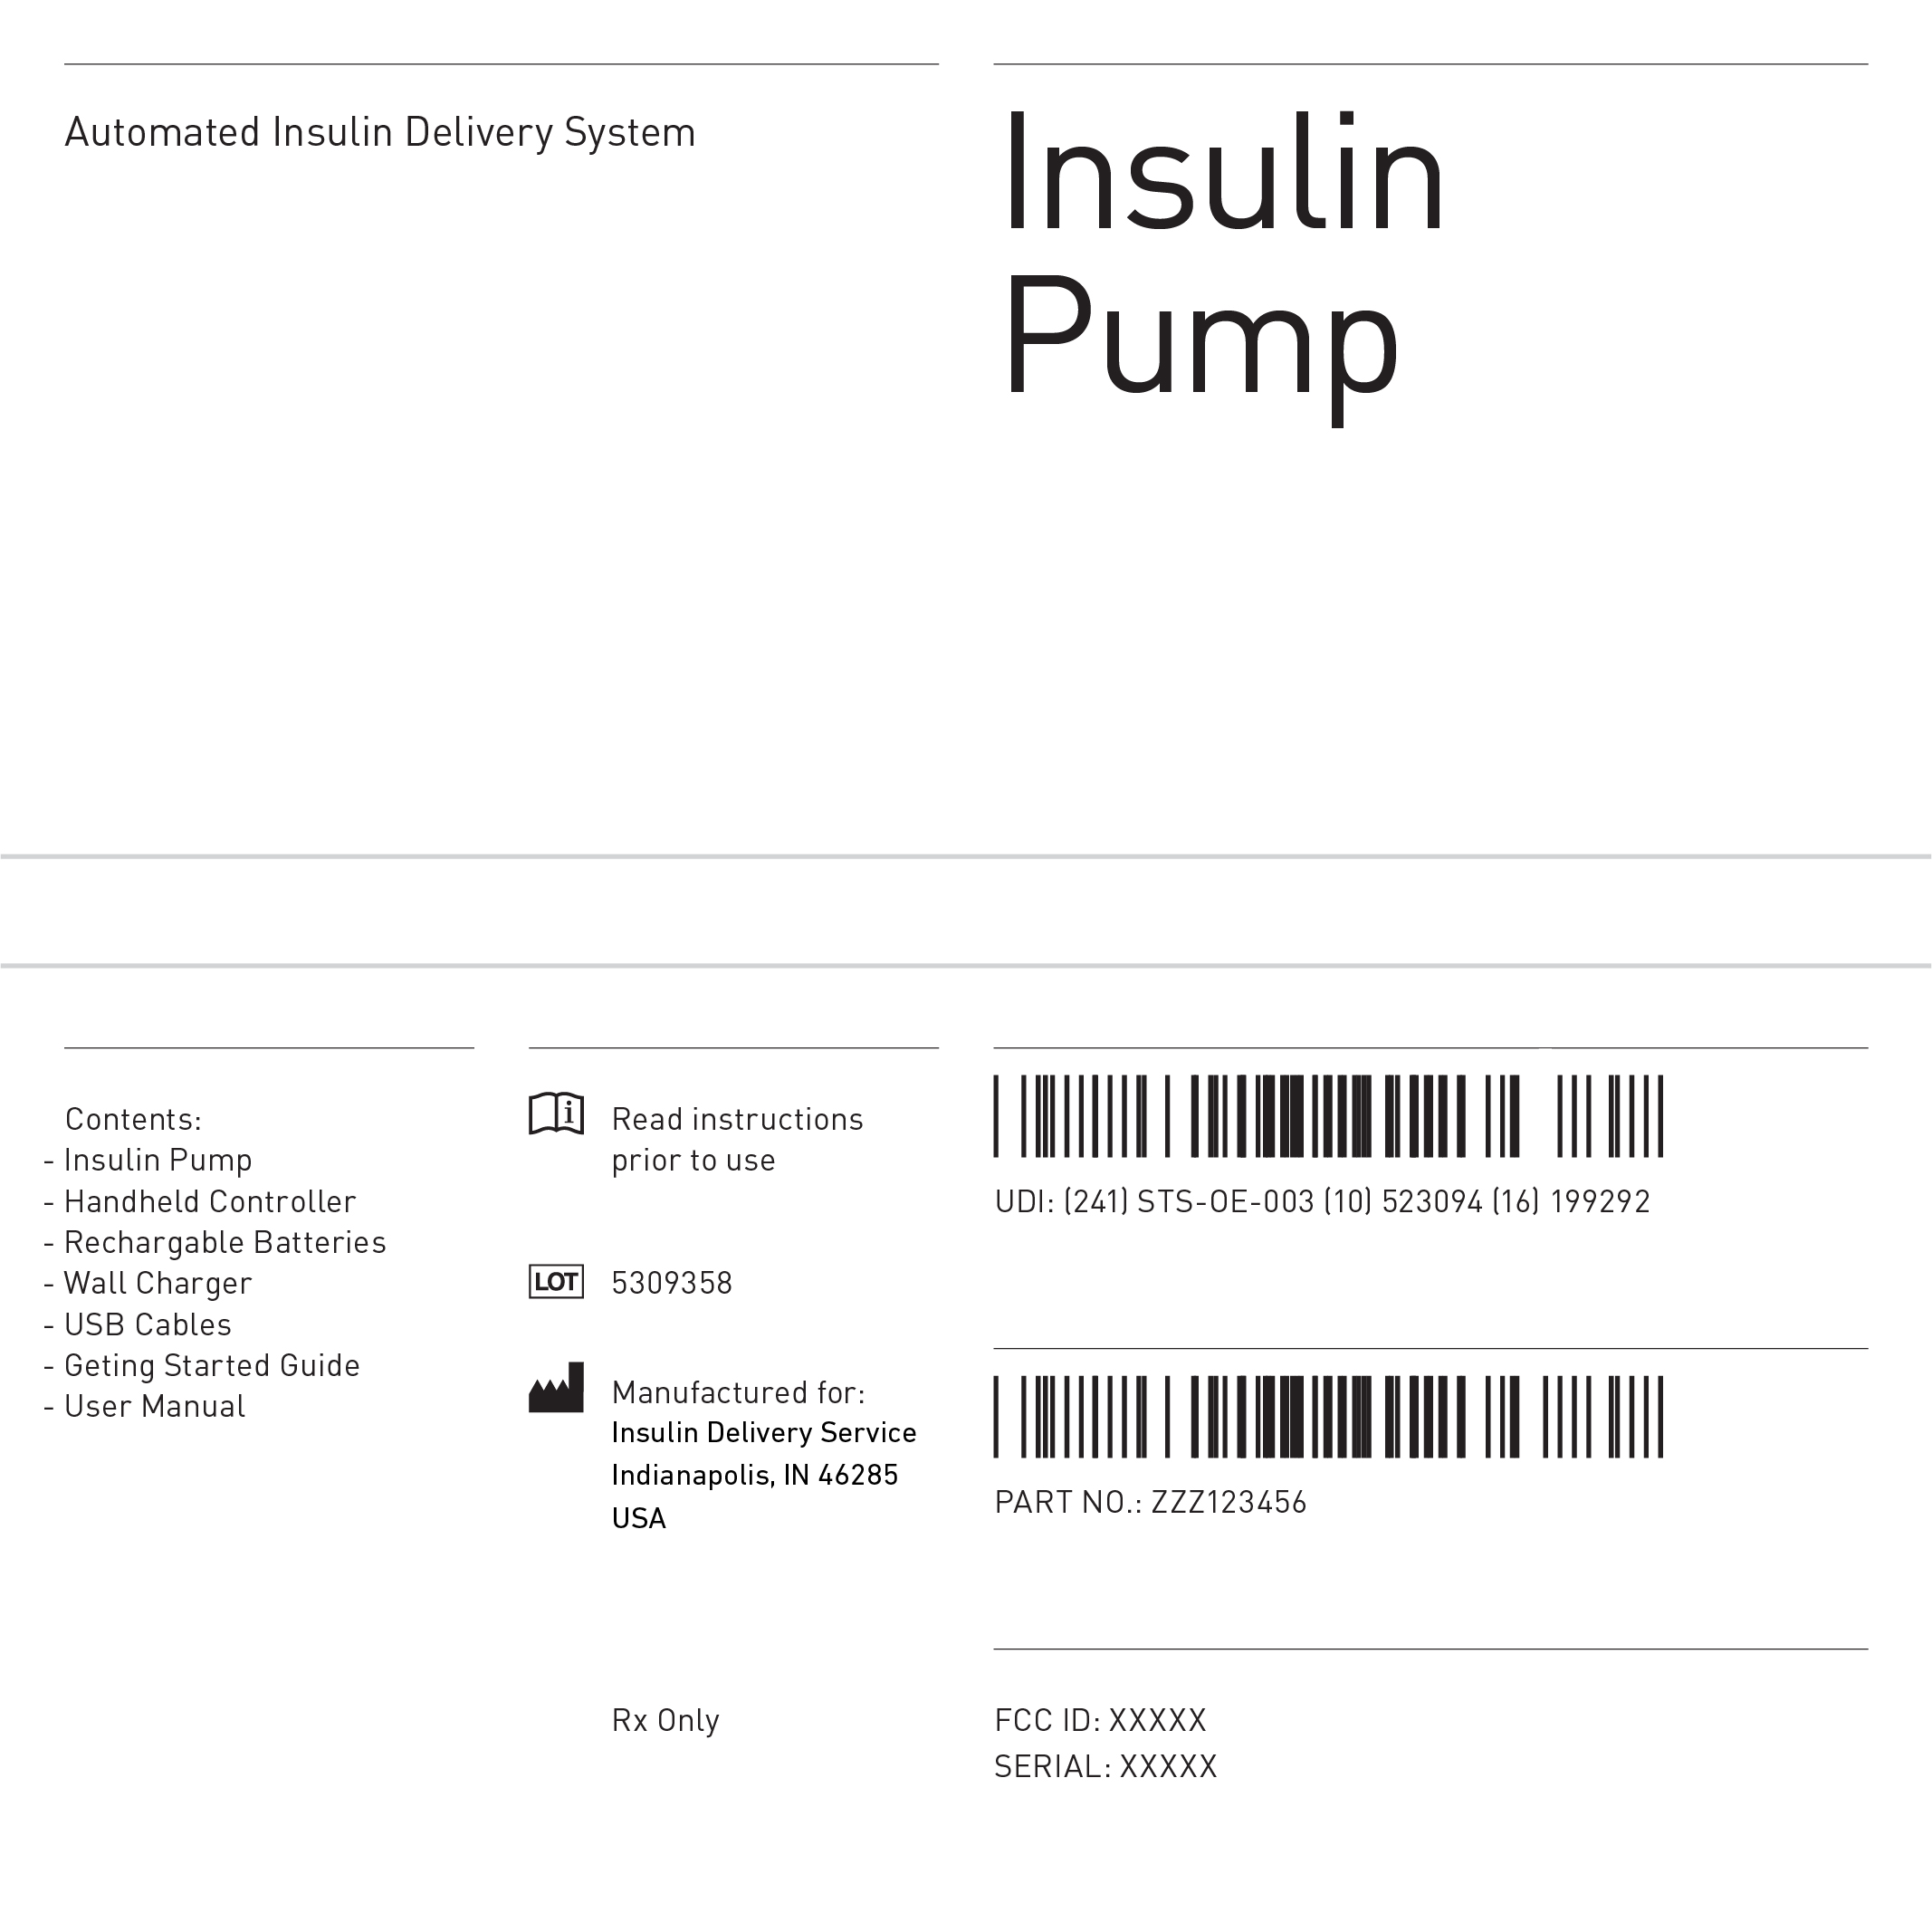 Automated Insulin Delivery System
Insulin
Pump
Contents:
- Insulin Pump
- Handheld Controller
- Rechargable Batteries
- Wall Charger
- USB Cables
- Geting Started Guide
- User Manual
i
Read instructions
prior to use
LOT 5309358
Manufactured for:
Insulin Delivery Service
Indianapolis, IN 46285
USA
Rx Only
UDI: (241) STS-OE-003 (10) 523094 (16) 199292
PART NO.: ZZZ123456
FCC ID: XXXXX
SERIAL: XXXXX